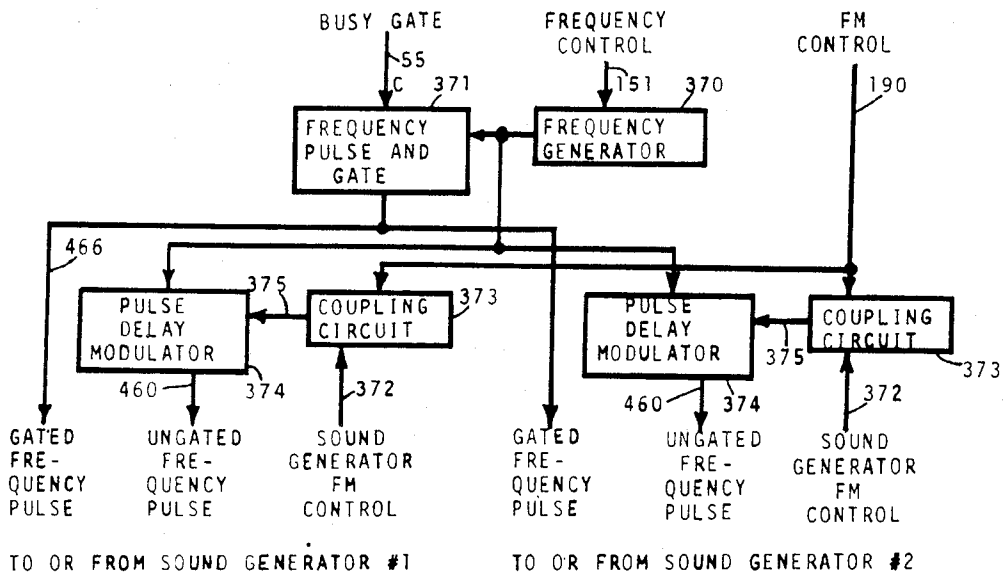 BUSY GATE
FREQUENCY
CONTROL
FM
CONTROL
55
C
371
151
370
190
FREQUENCY
PULSE AND
GATE
FREQUENCY
GENERATOR
466
375
373
PULSE
DELAY
MODULATOR
COUPLING
CIRCUIT
PULSE
DELAY
MODULATOR
COUPLING
CIRCUIT
375
373
460
374
372
460
374
372
GATED
FRE-
QUENCY
PULSE
UNGATED
FRE-
QUENCY
PULSE
SOUND
GENERATOR
FM
CONTROL
GATED
FRE-
QUENCY
PULSE
UNGATED
FRE-
QUENCY
PULSE
SOUND
GENERATOR
FM
CONTROL
TO OR FROM SOUND GENERATOR #1
TO OR FROM SOUND GENERATOR #2